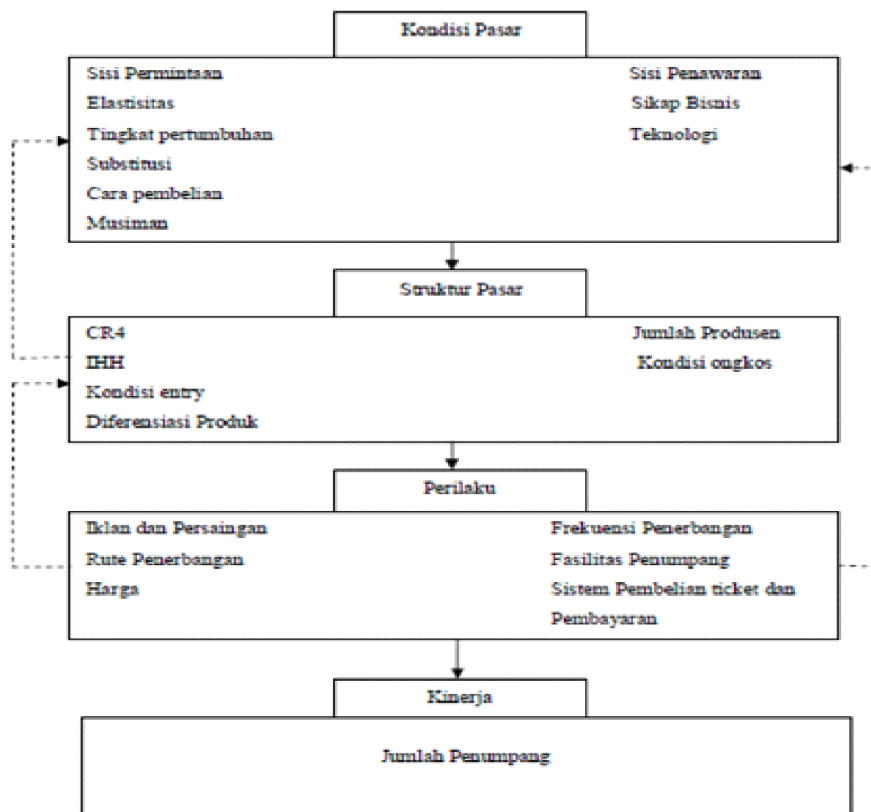 Kondisi Pasar
Sisi Permintaan
Elastisitas
Tingkat pertumbuhan
Substitusi
Cara pembelian
Musiman
Sisi Penawaran
Sikap Bisnis
Teknologi
Struktur Pasar
CR4
IHH
Kondisi entry
Diferensiasi Produk
Jumlah Produsen
Kondisi ongkos
Perilaku
Iklan dan Persaingan
Rute Penerbangan
Harga
Frekuensi Penerbangan
Fasilitas Penumpang
Sistem Pembelian ticket dan
Pembayaran
Kinerja
Jumlah Penumpang